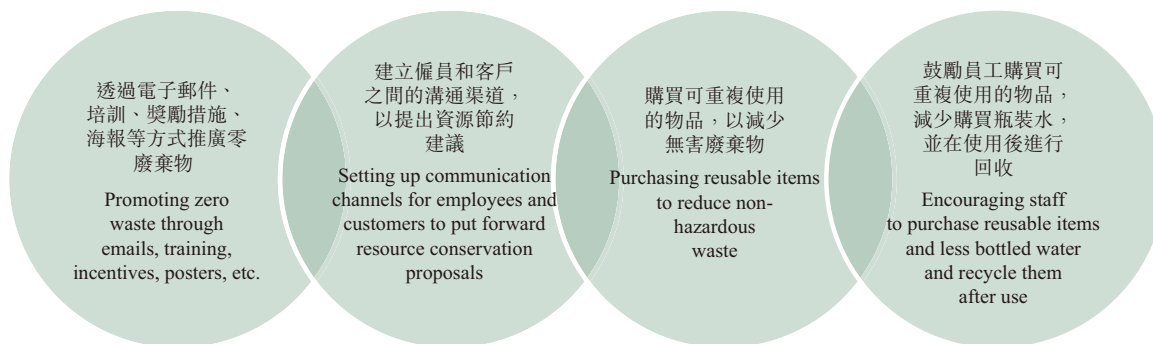 透過電子郵件、
培訓、獎勵措施、
海報等方式推廣零
廢棄物
Promoting zero
waste through
emails, training,
incentives, posters, etc.
建立僱員和客戶
之間的溝通渠道，
以提出資源節約
建議
Setting up communication
channels for employees and
customers to put forward
resource conservation
proposals
購買可重複使用
的物品，以減少
無害廢棄物
Purchasing reusable items
to reduce non-
hazardous
waste
鼓勵員工購買可
重複使用的物品，
減少購買瓶裝水，
並在使用後進行
回收
Encouraging staff
to purchase reusable items
and less bottled water
and recycle them
after use